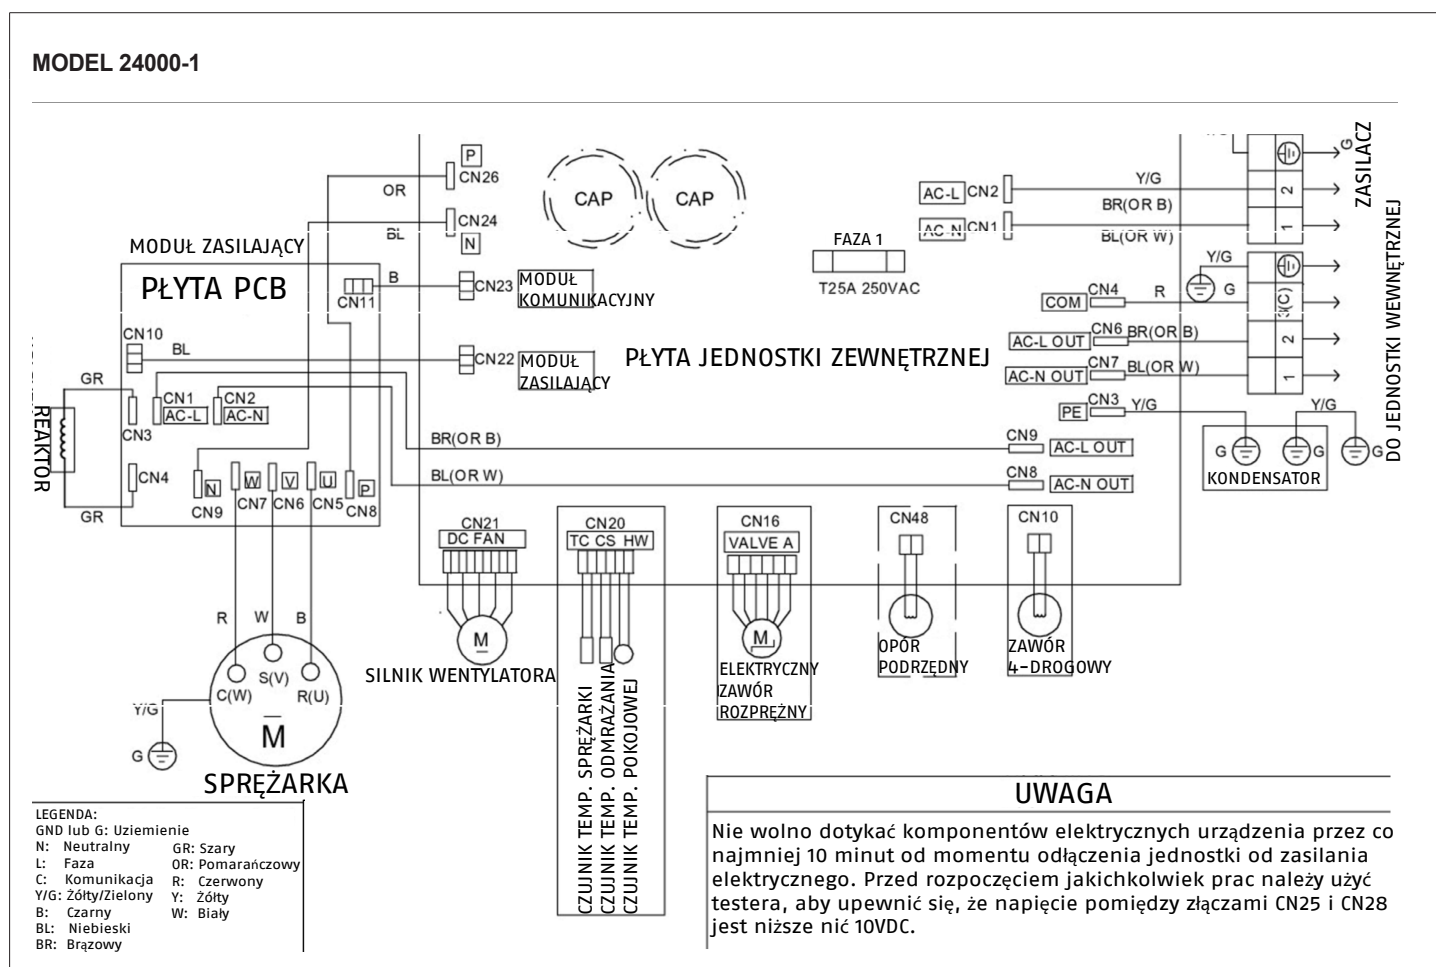 MODEL 24000-1
P
CN26
OR
CN24
BL
N
CAP
CAP
AC-L
CN2
AC-N
CN1
Y/G
BR(OR B)
BL(OR W)
2
1
G
ZASILACZ
FAZA 1
T25A 250VAC
MODUŁ ZASILAJĄCY
PŁYTA PCB
CN11
B
CN23
MODUŁ
KOMUNIKACYJNY
CN10
BL
CN22
MODUŁ
ZASILAJĄCY
PŁYTA JEDNOSTKI ZEWNĘTRZNEJ
Y/G
G
COM
CN4
R
3(C)
AC-L OUT
CN6
BR(OR B)
2
AC-N OUT
CN7
BL(OR W)
1
PE
CN3
Y/G
Y/G
DO JEDNOSTKI WEWNĘTRZNEJ
G
G
G
KONDENSATOR
GR
REAKTOR
GR
CN3
CN4
CN1
AC-L
CN2
AC-N
BR(OR B)
CN9
AC-L OUT
BL(OR W)
CN8
AC-N OUT
N
CN9
W
CN7
V
CN6
U
CN5
P
CN8
CN21
DC FAN
M
SILNIK WENTYLATORA
CN20
TC CS HW
CZUJNIK TEMP. SPRĘŻARKI
CZUJNIK TEMP. ODMRAŻANIA
CZUJNIK TEMP. POKOJOWEJ
CN16
VALVE A
M
ELEKTRYCZNY
ZAWÓR
ROZPRĘŻNY
CN48
OPÓR
PODRZĘDNY
CN10
ZAWÓR
4-DROGOWY
R
W
B
C(W)
S(V)
R(U)
M
Y/G
G
SPRĘŻARKA
LEGENDA:
GND lub G: Uziemienie
N: Neutralny
L: Faza
C: Komunikacja
Y/G: Żółty/Zielony
B: Czarny
BL: Niebieski
BR: Brązowy
GR: Szary
OR: Pomarańczowy
R: Czerwony
Y: Żółty
W: Biały
UWAGA
Nie wolno dotykać komponentów elektrycznych urządzenia przez co
najmniej 10 minut od momentu odłączenia jednostki od zasilania
elektrycznego. Przed rozpoczęciem jakichkolwiek prac należy użyć
testera, aby upewnić się, że napięcie pomiędzy złączami CN25 i CN28
jest niższe nić 10VDC.